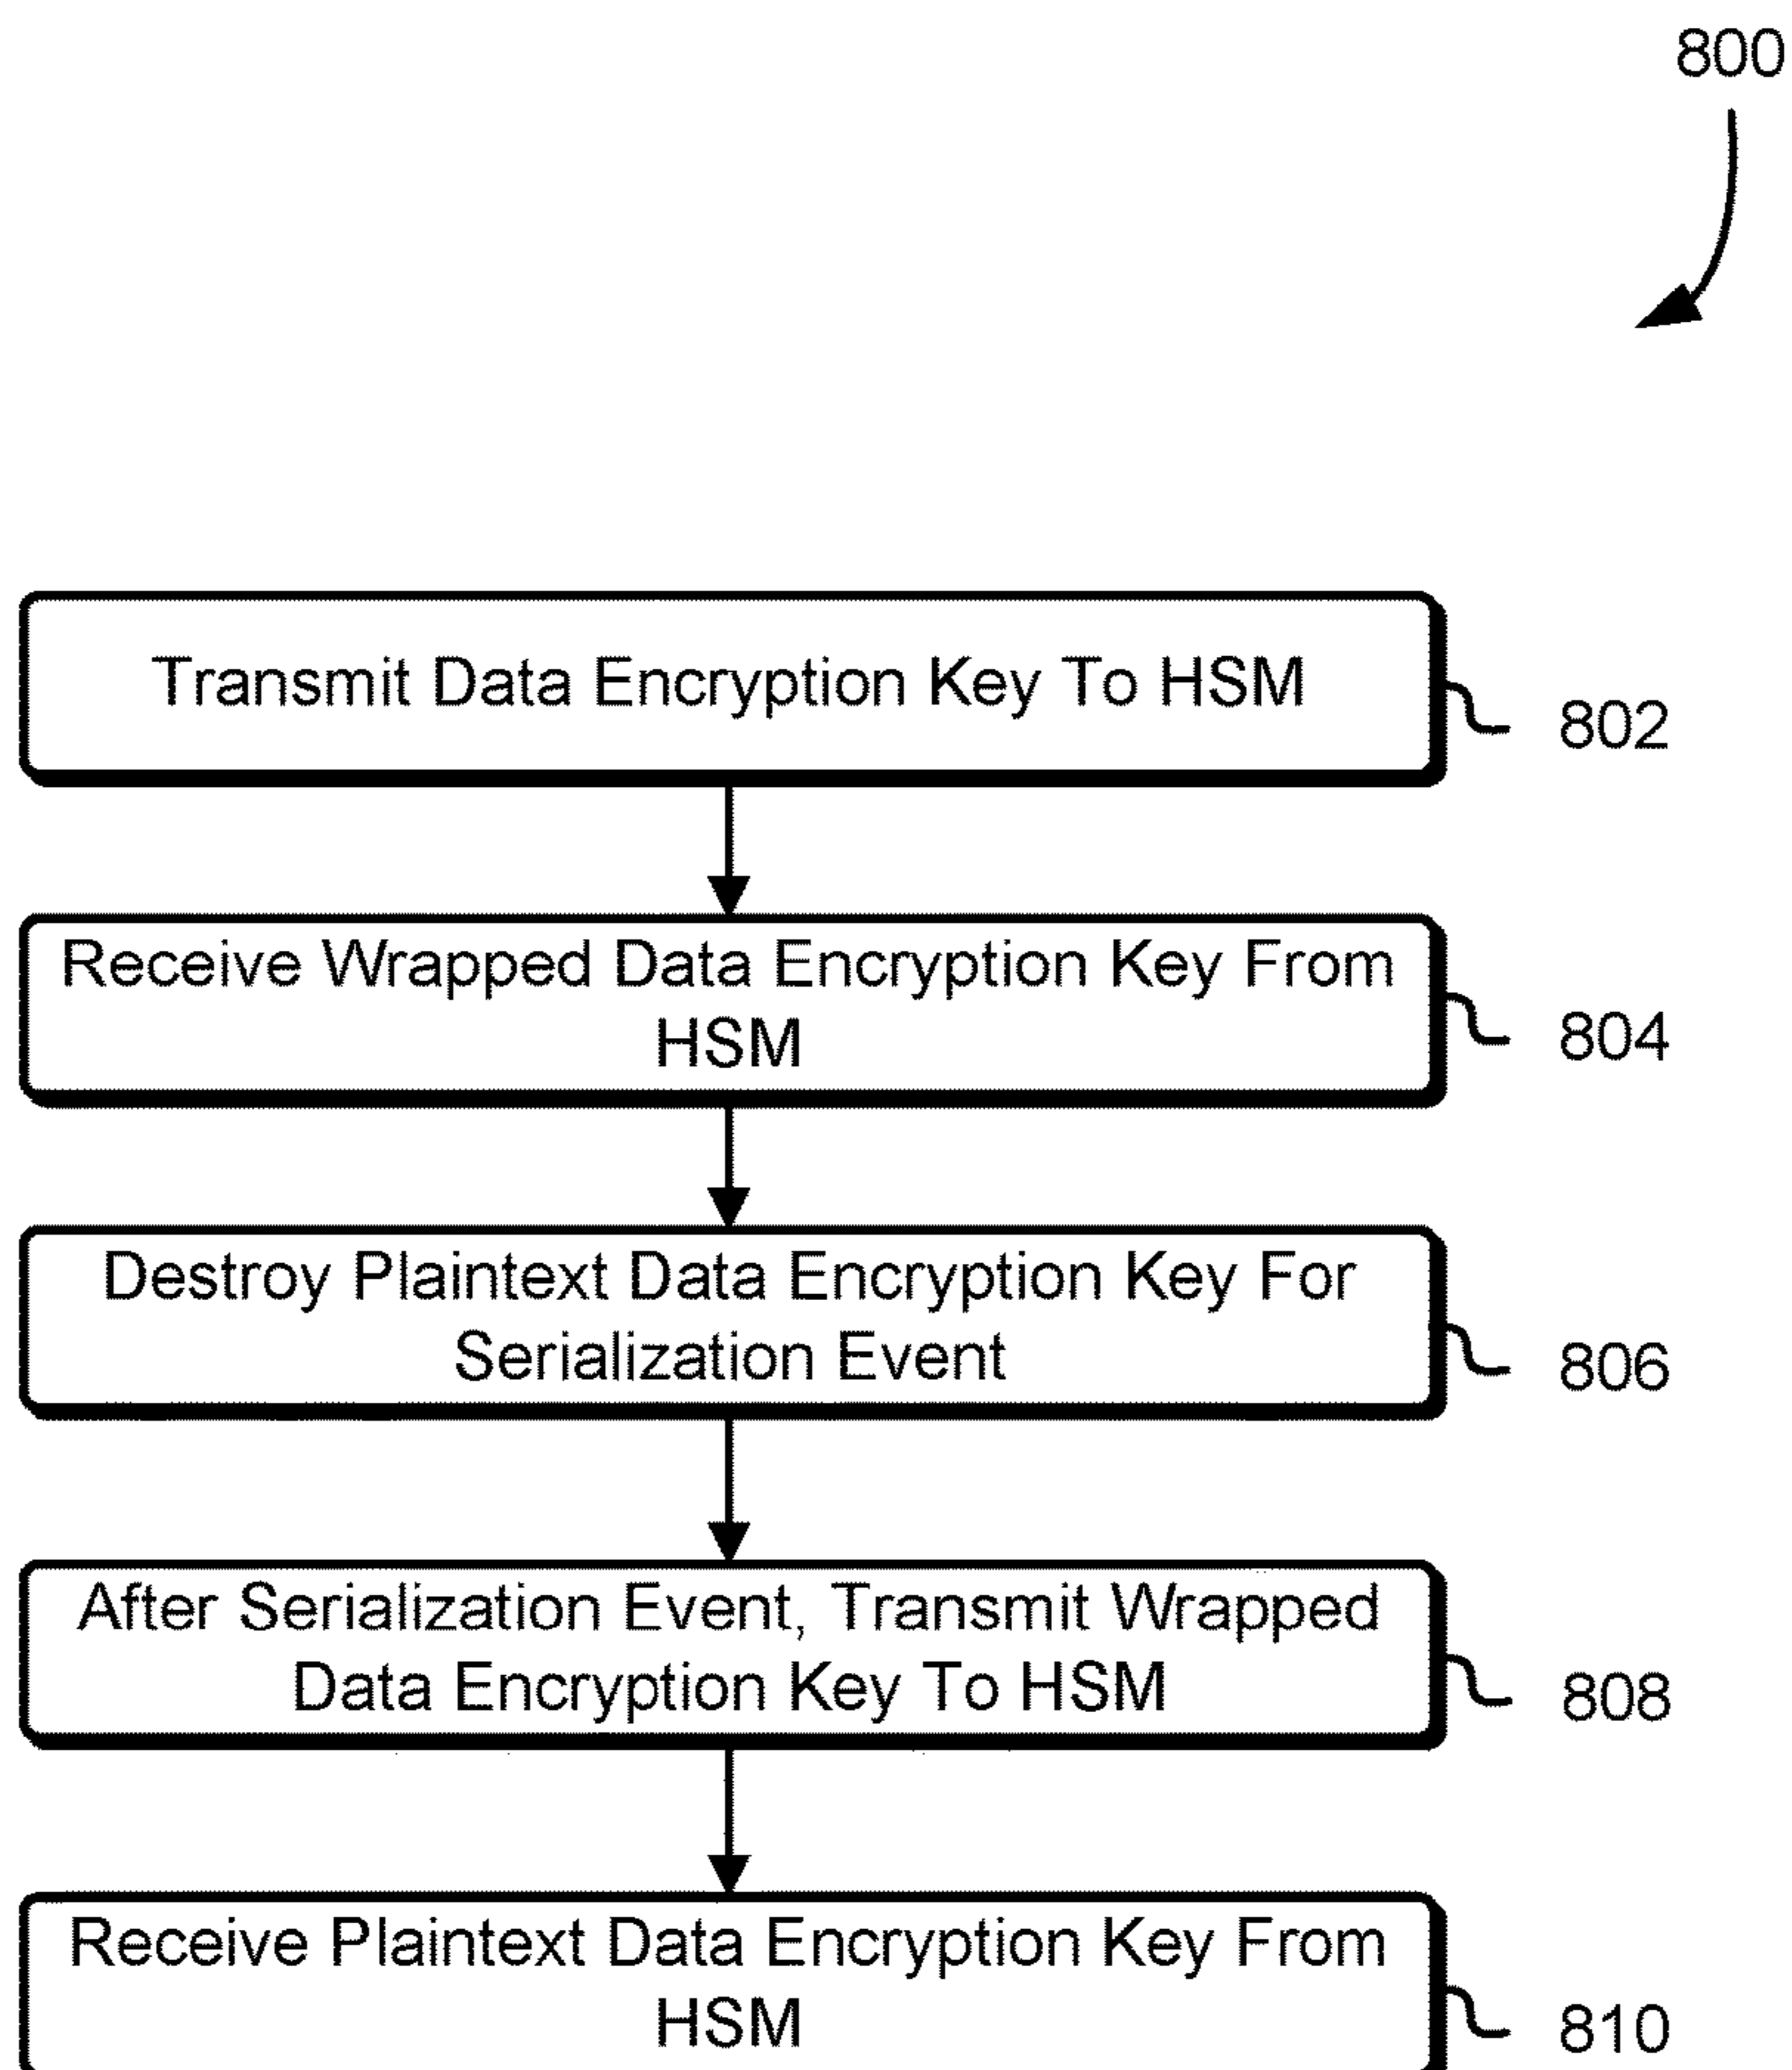 800
Transmit Data Encryption Key To HSM
802
Receive Wrapped Data Encryption Key From
HSM
804
Destroy Plaintext Data Encryption Key For
Serialization Event
806
After Serialization Event, Transmit Wrapped
Data Encryption Key To HSM
808
Receive Plaintext Data Encryption Key From
HSM
810